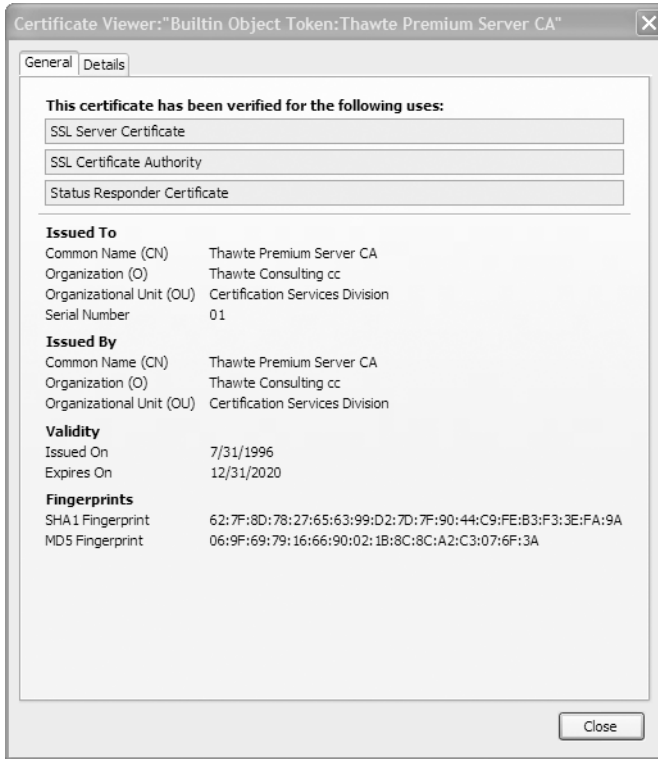 Certificate Viewer:"Builtin Object Token:Thawte Premium Server CA"
General Details
This certificate has been verified for the following uses:
SSL Server Certificate
SSL Certificate Authority
Status Responder Certificate
Issued To
Common Name (CN) Thawte Premium Server CA
Organization (O) Thawte Consulting cc
Organizational Unit (OU) Certification Services Division
Serial Number 01
Issued By
Common Name (CN) Thawte Premium Server CA
Organization (O) Thawte Consulting cc
Organizational Unit (OU) Certification Services Division
Validity
Issued On 7/31/1996
Expires On 12/31/2020
Fingerprints
SHA1 Fingerprint 62:7F:8D:78:27:65:63:99:D2:7D:7F:90:44:C9:FE:B3:F3:3E:FA:9A
MD5 Fingerprint 06:9F:69:79:16:66:90:02:1B:8C:8C:A2:C3:07:6F:3A
Close